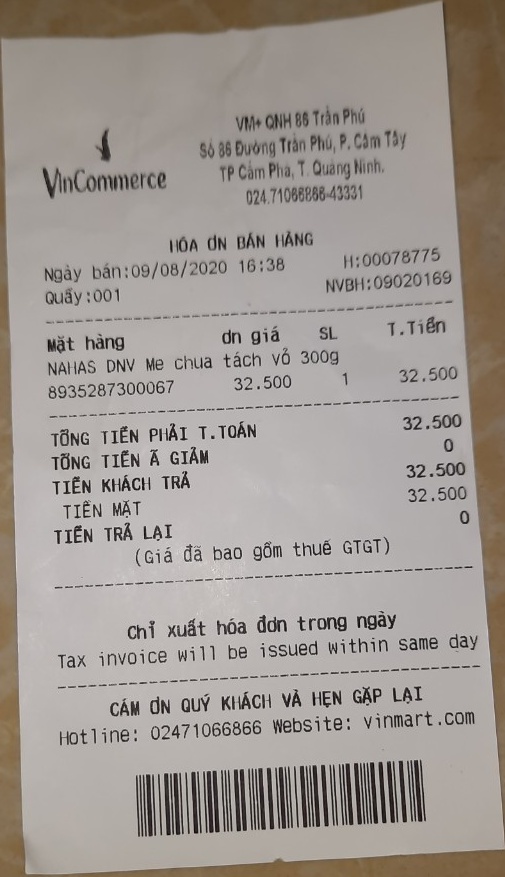 VinCommerce
VM+ QNH 86 Trần Phú
Số 86 Đường Trần Phú, P. Cẩm Tây
TP Cẩm Phả, T. Quảng Ninh.
024.71066866-43331
HÓA ƠN BÁN HÀNG
Ngày bán:09/08/2020 16:38 H:00078775
Quầy:001 NVBH:09020169
Mặt hàng ơn giá SL T.Tiền
NAHAS DNV Me chua tách vỏ 300g
8935287300067 32.500 1 32.500
TỔNG TIỀN PHẢI T.TOÁN 32.500
TỔNG TIỀN Ã GIẢM 0
TIỀN KHÁCH TRẢ 32.500
TIỀN MẶT 32.500
TIỀN TRẢ LẠI 0
(Giá đã bao gồm thuế GTGT)
Chỉ xuất hóa đơn trong ngày
Tax invoice will be issued within same day
CẢM ƠN QUÝ KHÁCH VÀ HẸN GẶP LẠI
Hotline: 02471066866 Website: vinmart.com